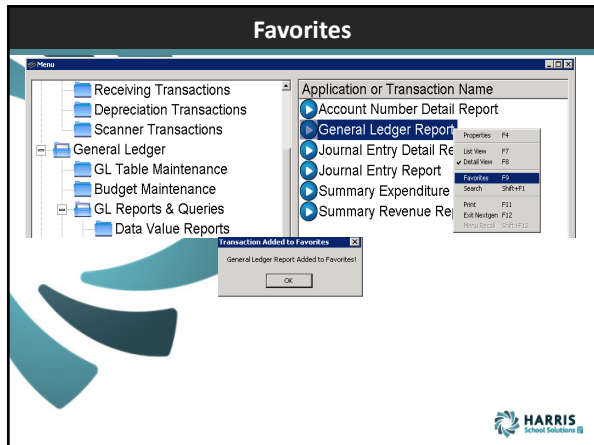 Favorites
Menu
Receiving Transactions
Depreciation Transactions
Scanner Transactions
General Ledger
GL Table Maintenance
Budget Maintenance
GL Reports & Queries
Data Value Reports
Application or Transaction Name
Account Number Detail Report
General Ledger Report
Journal Entry Detail Re
Journal Entry Report
Summary Expenditure
Summary Revenue Re
Properties F4
List View F7
Detail View F8
Favorites F9
Search Shift+F1
Print F11
Exit Nextgen F12
Menu Recall Shift+F12
Transaction Added to Favorites
General Ledger Report Added to Favorites!
OK
HARRIS
School Solutions